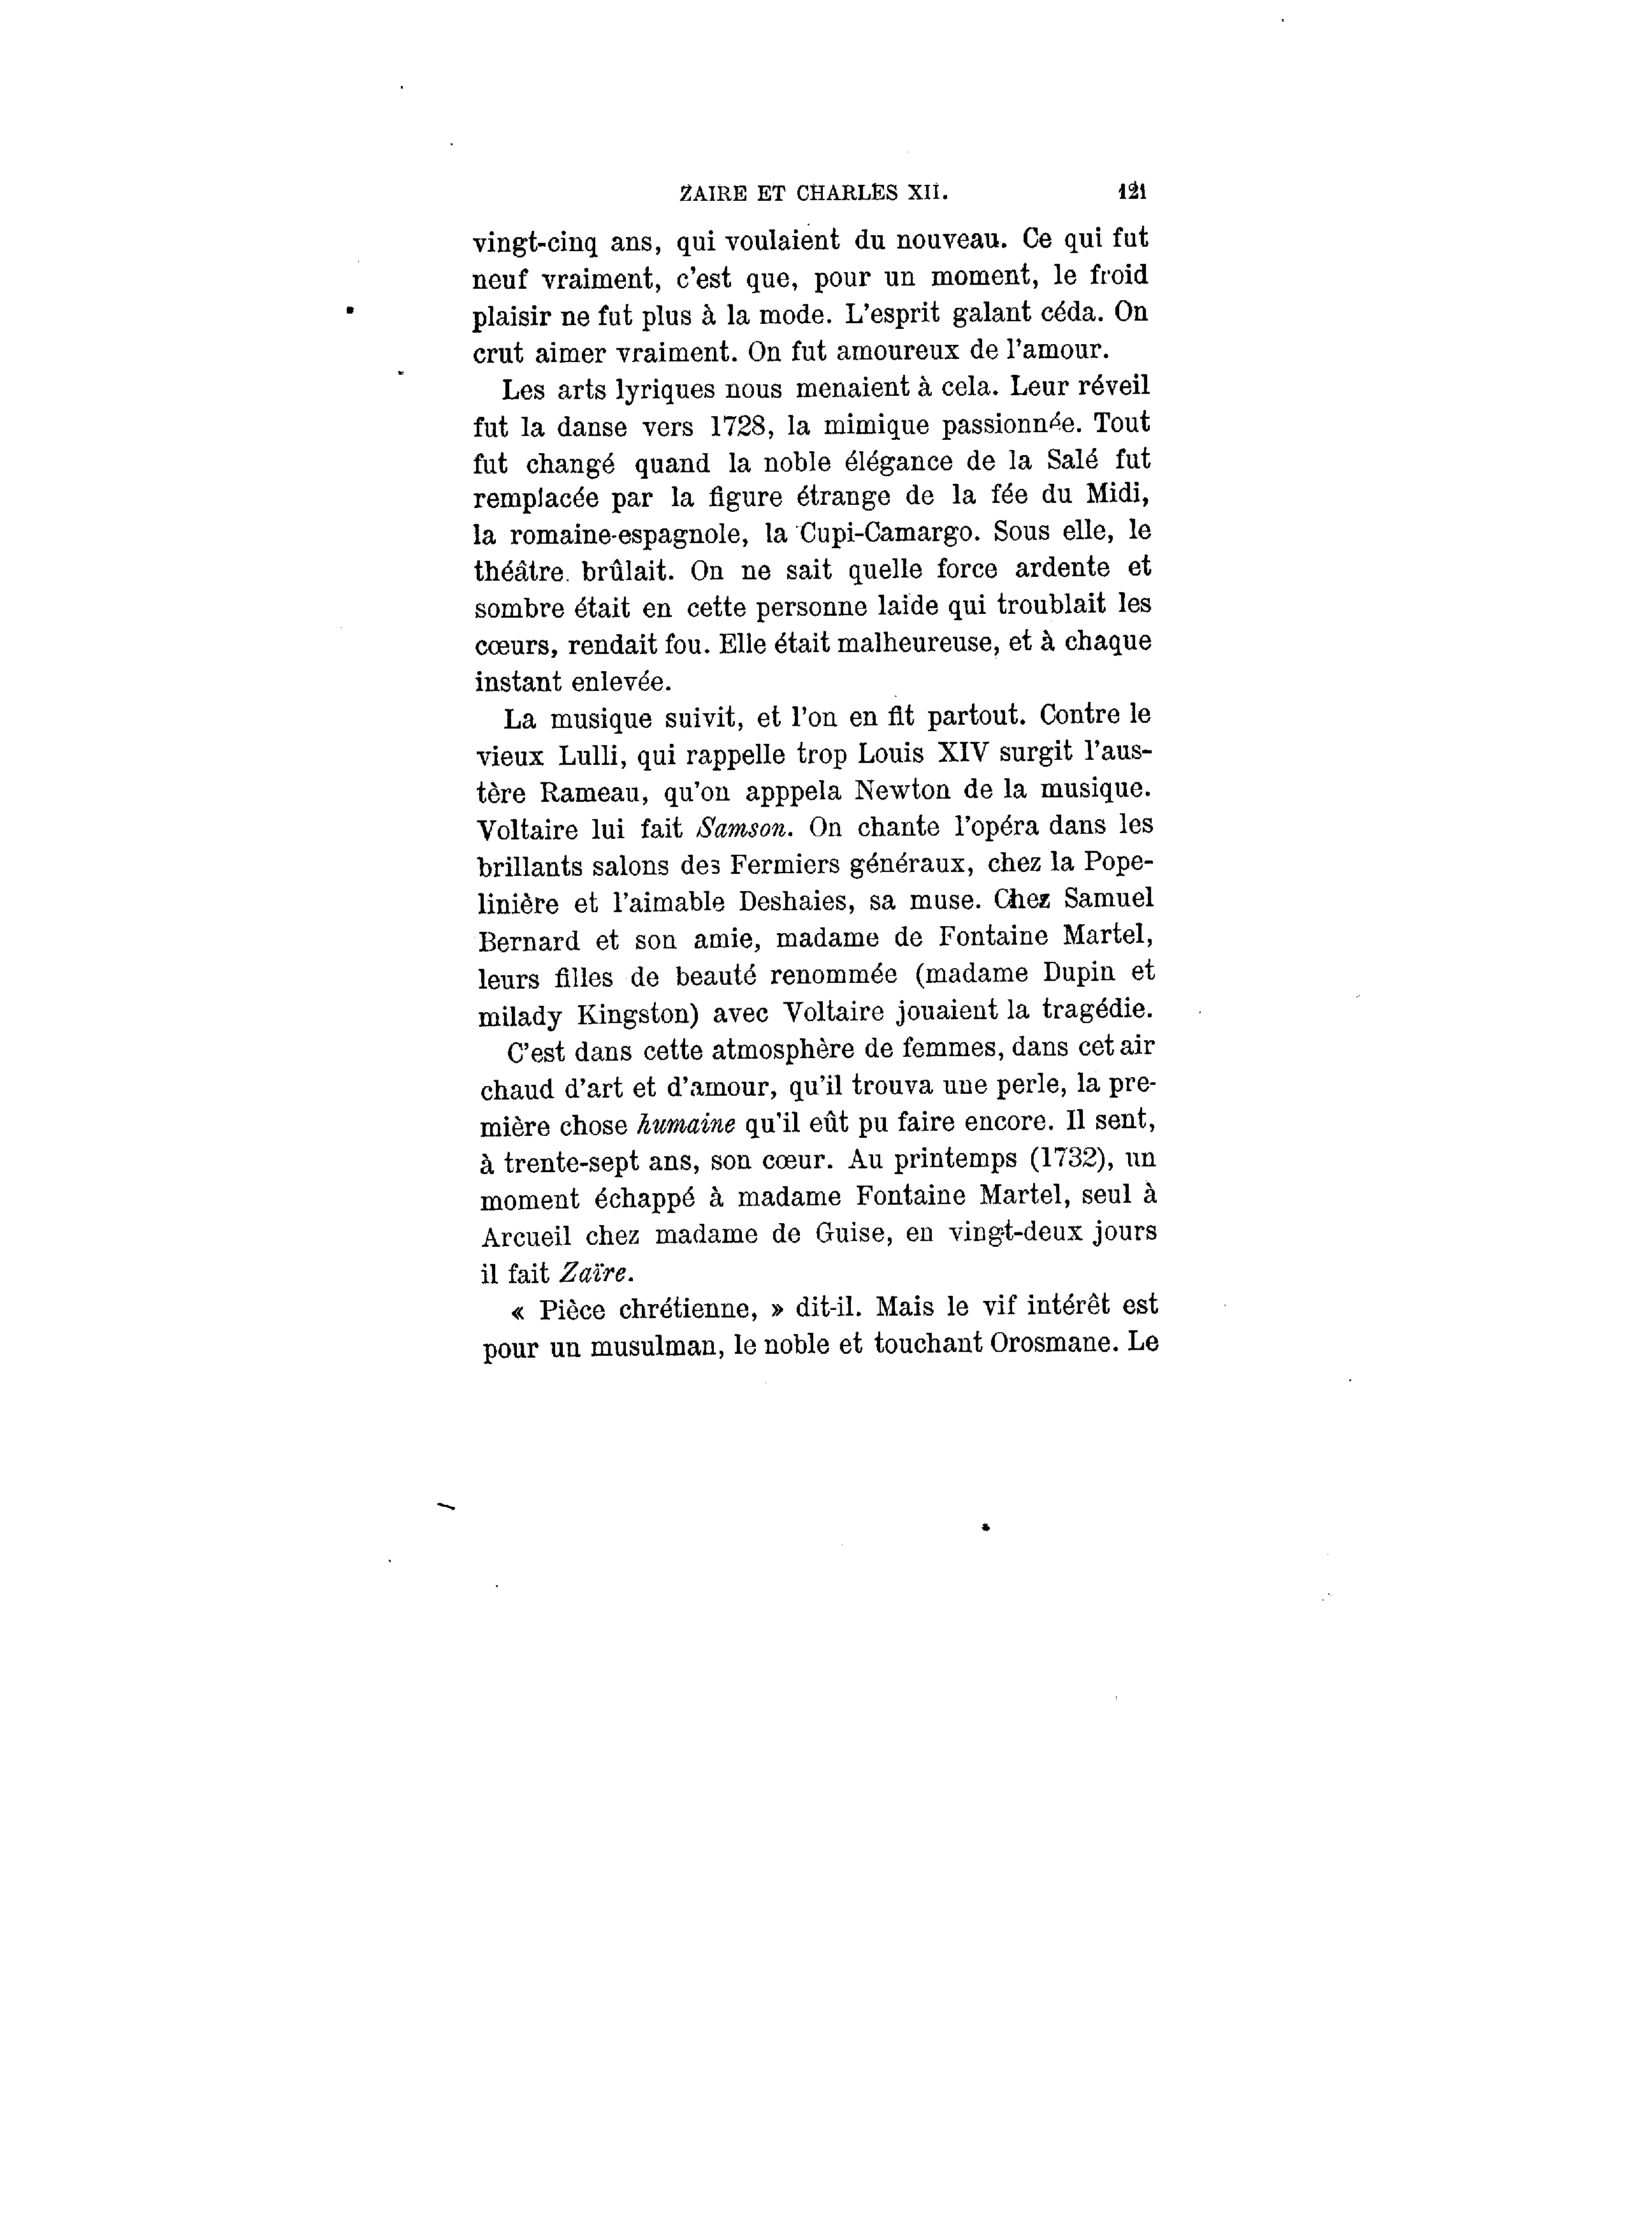 ZAIRE ET CHARLES XII. 121
vingt-cinq ans, qui voulaient du nouveau. Ce qui fut
neuf vraiment, c'est que, pour un moment, le froid
plaisir ne fut plus à la mode. L'esprit galant céda. On
crut aimer vraiment. On fut amoureux de l'amour.
Les arts lyriques nous menaient à cela. Leur réveil
fut la danse vers 1728, la mimique passionnée. Tout
fut changé quand la noble élégance de la Salé fut
remplacée par la figure étrange de la fée du Midi,
la romaine-espagnole, la Cupi-Camargo. Sous elle, le
théâtre. brûlait. On ne sait quelle force ardente et
sombre était en cette personne laide qui troublait les
cœurs, rendait fou. Elle était malheureuse, et à chaque
instant enlevée.
La musique suivit, et l'on en fit partout. Contre le
vieux Lulli, qui rappelle trop Louis XIV surgit l'aus-
tère Rameau, qu'on apppela Newton de la musique.
Voltaire lui fait Samson. On chante l'opéra dans les
brillants salons des Fermiers généraux, chez la Pope-
linière et l'aimable Deshaies, sa muse. Chez Samuel
Bernard et son amie, madame de Fontaine Martel,
leurs filles de beauté renommée (madame Dupin et
milady Kingston) avec Voltaire jouaient la tragédie.
C'est dans cette atmosphère de femmes, dans cet air
chaud d'art et d'amour, qu'il trouva une perle, la pre-
mière chose humaine qu'il eût pu faire encore. Il sent,
à trente-sept ans, son cœur. Au printemps (1732), un
moment échappé à madame Fontaine Martel, seul à
Arcueil chez madame de Guise, en vingt-deux jours
il fait Zaïre.
« Pièce chrétienne, » dit-il. Mais le vif intérêt est
pour un musulman, le noble et touchant Orosmane. Le